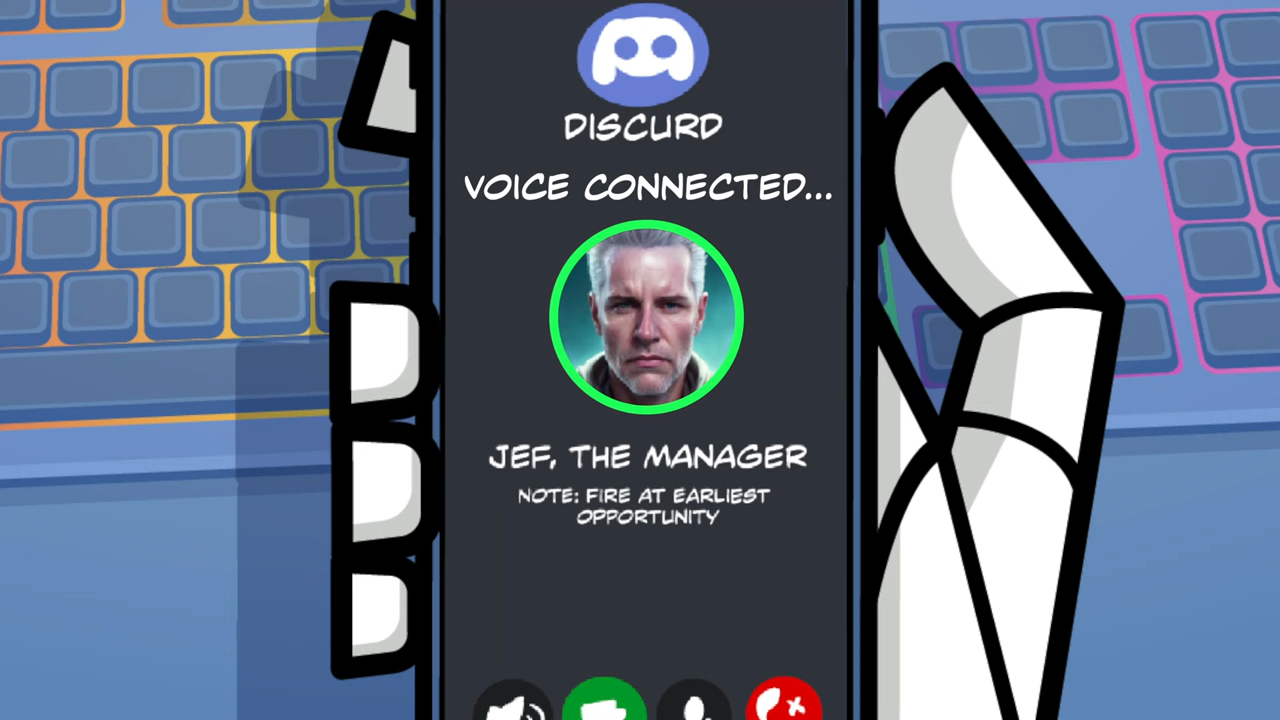 DISCURD
VOICE CONNECTED...
JEF, THE MANAGER
NOTE: FIRE AT EARLIEST
OPPORTUNITY